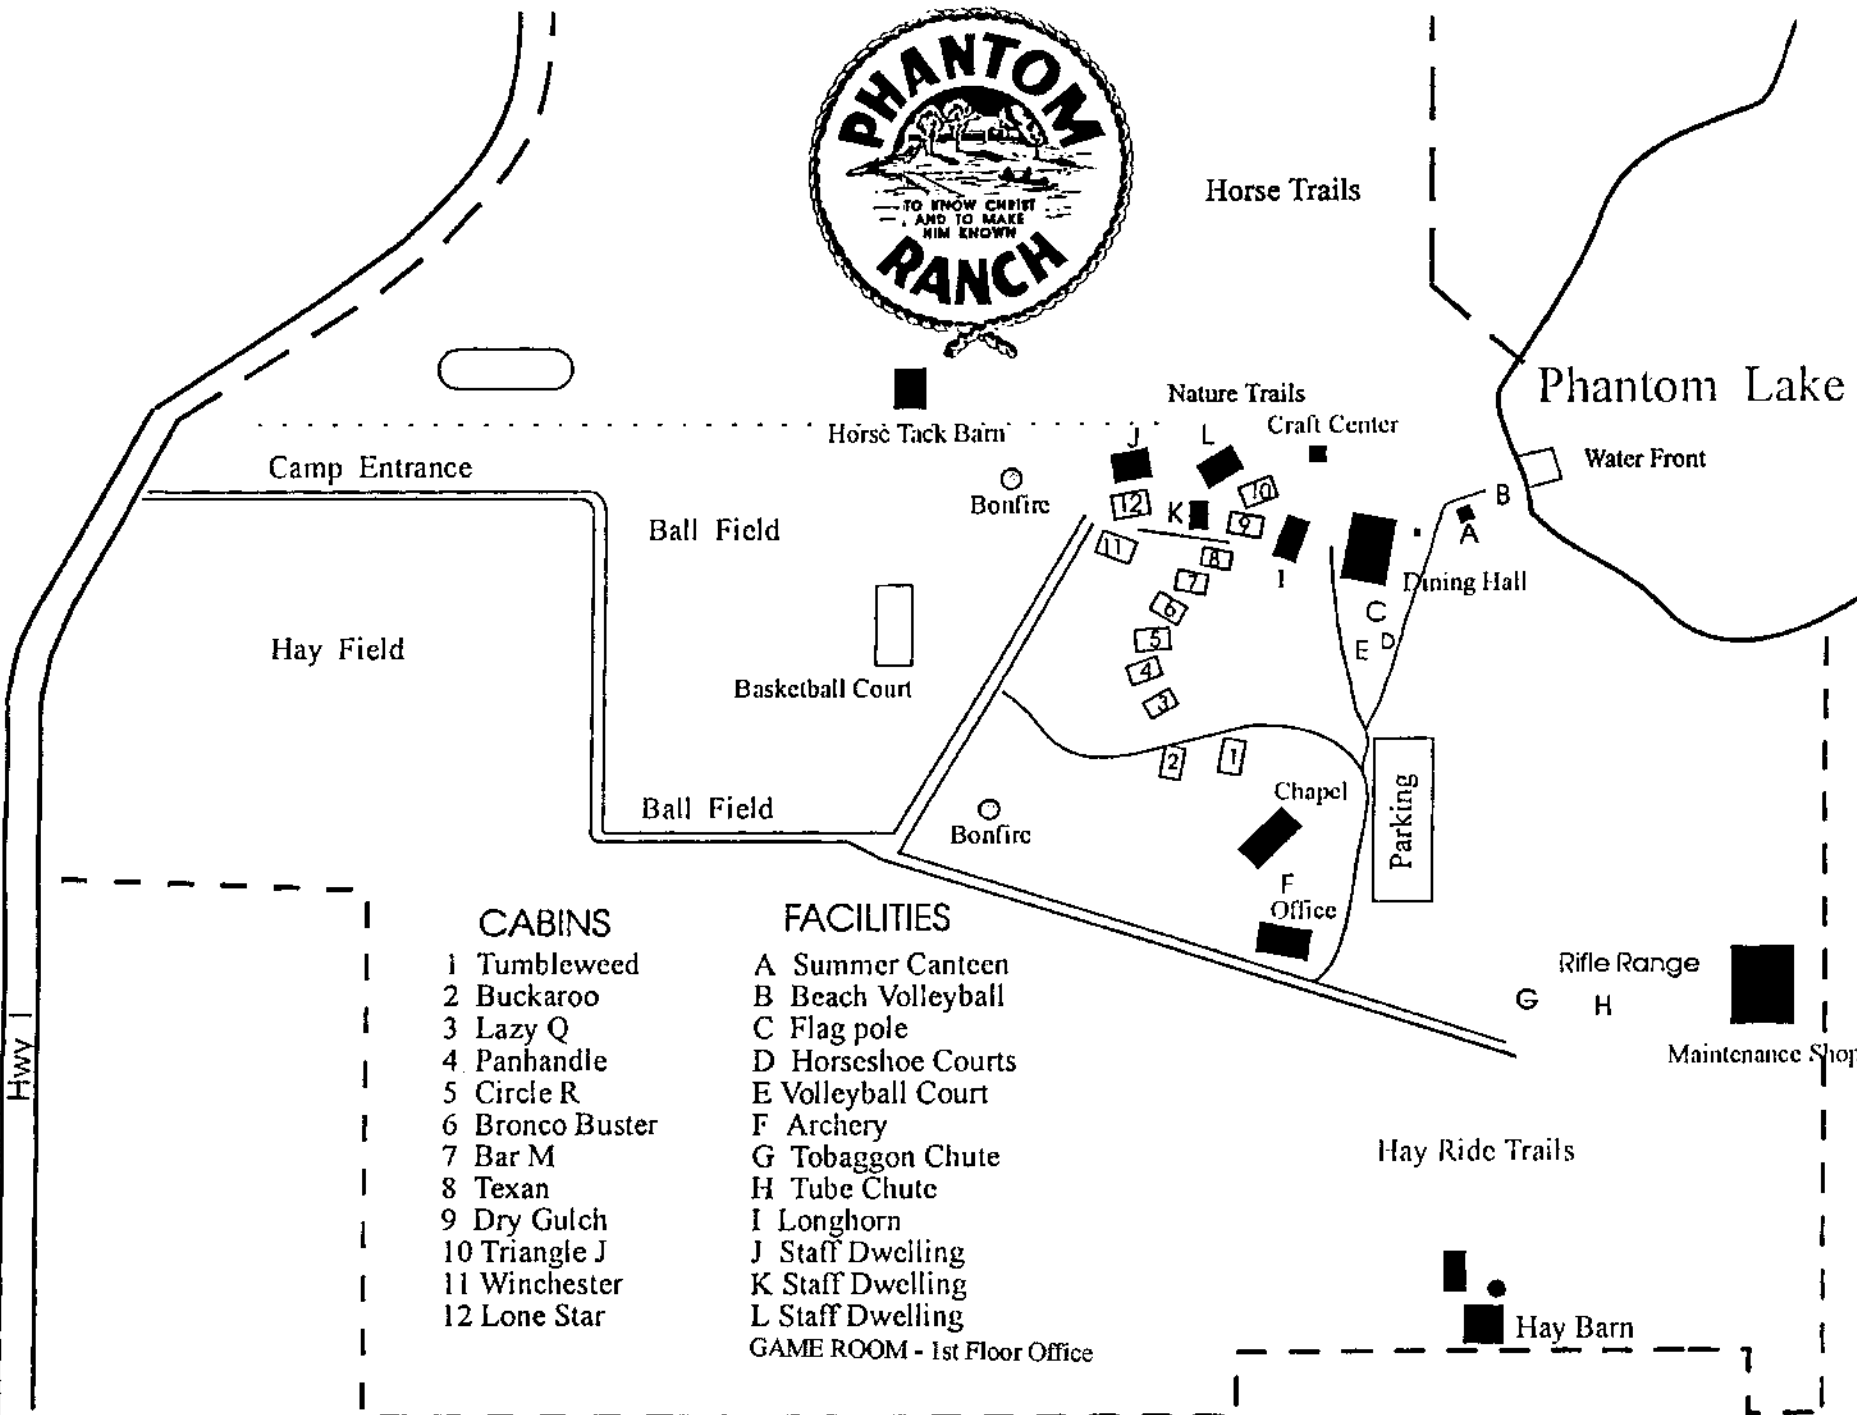 PHANTOM
TO KNOW CHRIST
AND TO MAKE
HIM KNOWN
RANCH
Horse Trails
Phantom Lake
Nature Trails
Craft Center
Horse Tack Barn
J
L
Water Front
Camp Entrance
Bonfire
12
K
10
9
B
A
Ball Field
11
8
I
Dining Hall
7
6
C
Hay Field
5
E
D
4
Basketball Court
3
2
1
Chapel
Parking
Ball Field
Bonfire
F
Office
Rifle Range
G
H
Maintenance Shop
Hwy 1
CABINS
1 Tumbleweed
2 Buckaroo
3 Lazy Q
4 Panhandle
5 Circle R
6 Bronco Buster
7 Bar M
8 Texan
9 Dry Gulch
10 Triangle J
11 Winchester
12 Lone Star
FACILITIES
A Summer Canteen
B Beach Volleyball
C Flag pole
D Horseshoe Courts
E Volleyball Court
F Archery
G Tobaggon Chute
H Tube Chute
I Longhorn
J Staff Dwelling
K Staff Dwelling
L Staff Dwelling
GAME ROOM - 1st Floor Office
Hay Ride Trails
Hay Barn